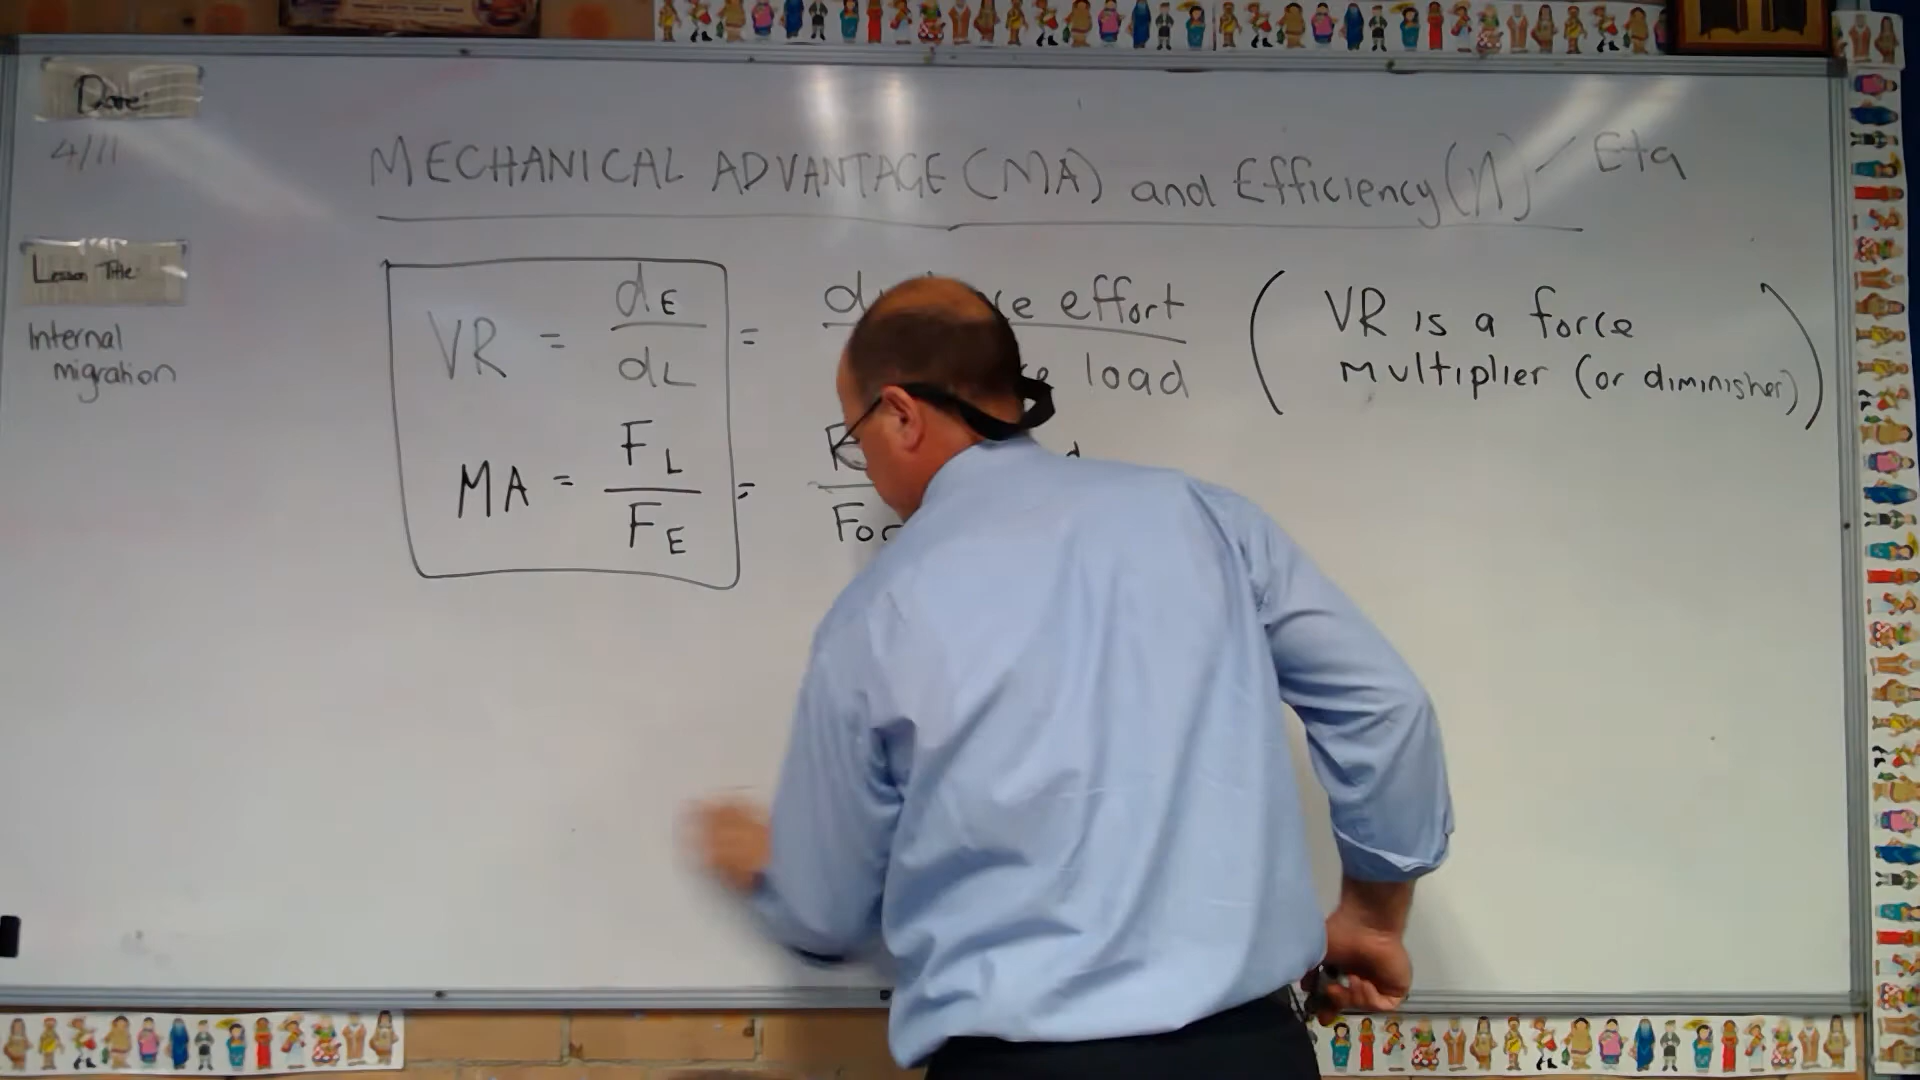 Date:
4/11
MECHANICAL ADVANTAGE (MA) and Efficiency (η) - Eta
Lesson Title:
Internal
migration
VR = dE / dL = effort
load
(VR is a force
multiplier (or diminisher))
MA = FL / FE =